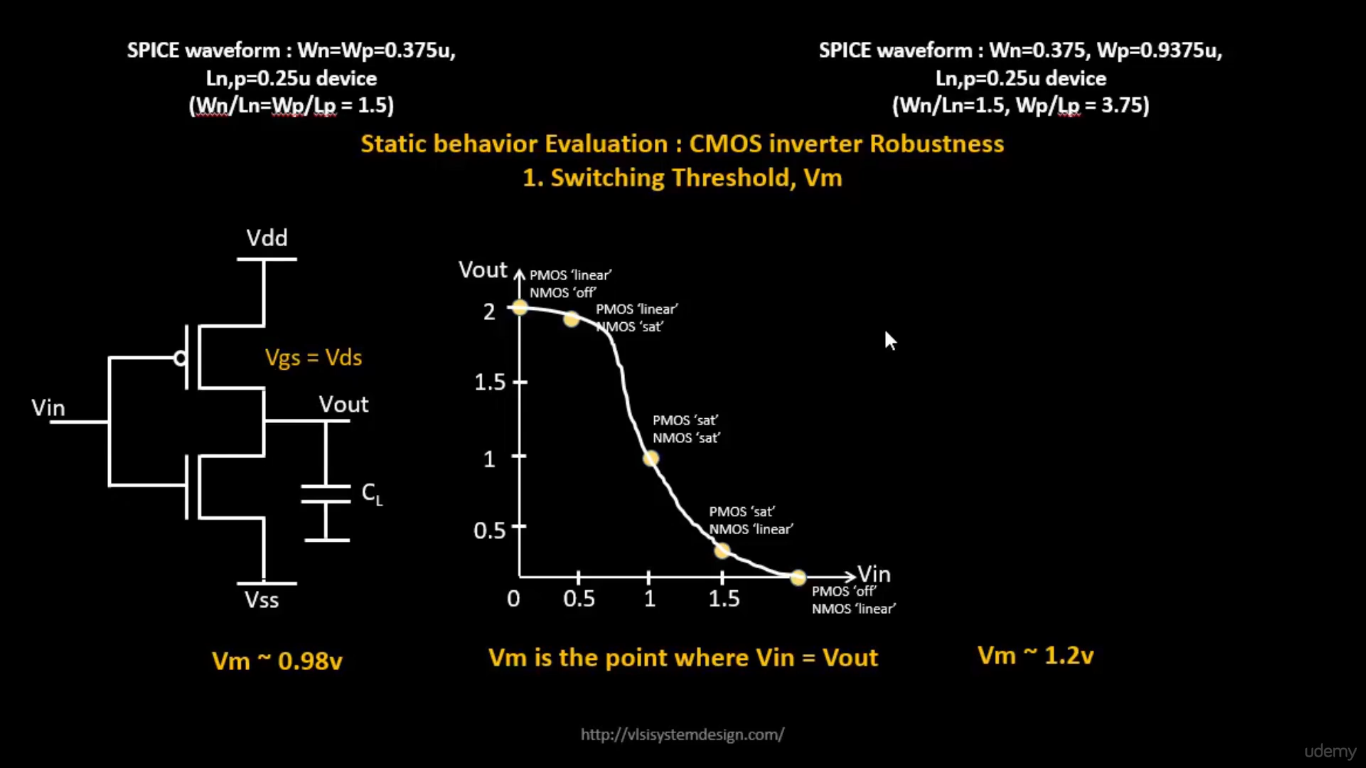 SPICE waveform : Wn=Wp=0.375u,
Ln,p=0.25u device
(Wn/Ln=Wp/Lp = 1.5)
SPICE waveform : Wn=0.375, Wp=0.9375u,
Ln,p=0.25u device
(Wn/Ln=1.5, Wp/Lp = 3.75)
Static behavior Evaluation : CMOS inverter Robustness
1. Switching Threshold, Vm
Vdd
Vgs = Vds
Vin
Vout
CL
Vss
Vout
PMOS ‘linear’
NMOS ‘off’
2
PMOS ‘linear’
NMOS ‘sat’
1.5
PMOS ‘sat’
NMOS ‘sat’
1
PMOS ‘sat’
NMOS ‘linear’
0.5
Vin
PMOS ‘off’
NMOS ‘linear’
0 0.5 1 1.5
Vm ~ 0.98v
Vm is the point where Vin = Vout
Vm ~ 1.2v
http://vlsisystemdesign.com/
udemy